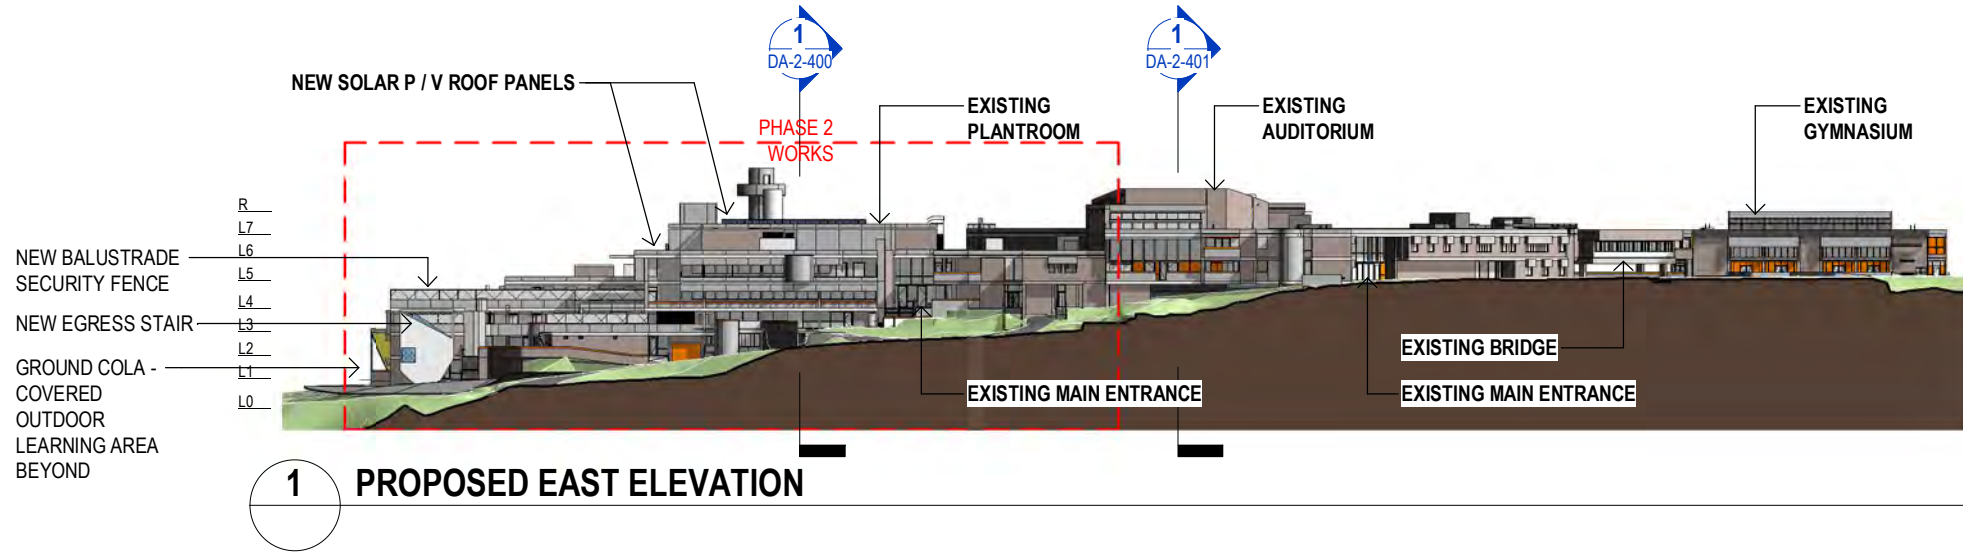 1
DA-2-400
1
DA-2-401
NEW SOLAR P / V ROOF PANELS
PHASE 2
WORKS
EXISTING
PLANTROOM
EXISTING
AUDITORIUM
EXISTING
GYMNASIUM
R
L7
L6
L5
L4
L3
L2
L1
L0
NEW BALUSTRADE
SECURITY FENCE
NEW EGRESS STAIR
GROUND COLA -
COVERED
OUTDOOR
LEARNING AREA
BEYOND
EXISTING MAIN ENTRANCE
EXISTING BRIDGE
EXISTING MAIN ENTRANCE
1
PROPOSED EAST ELEVATION